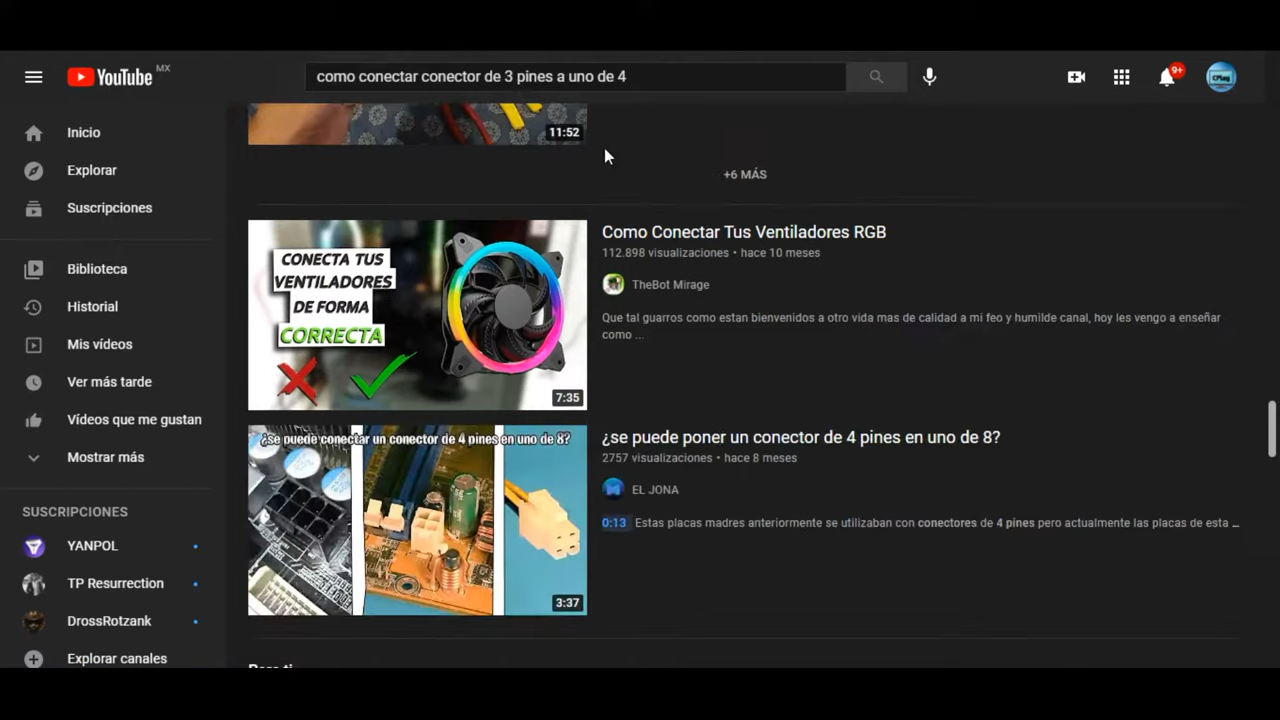 YouTube MX
como conectar conector de 3 pines a uno de 4
9+
CPlay
Inicio
Explorar
Suscripciones
Biblioteca
Historial
Mis vídeos
Ver más tarde
Vídeos que me gustan
Mostrar más
SUSCRIPCIONES
YANPOL
TP Resurrection
DrossRotzank
Explorar canales
11:52
+6 MÁS
CONECTA TUS
VENTILADORES
DE FORMA
CORRECTA
7:35
Como Conectar Tus Ventiladores RGB
112.898 visualizaciones • hace 10 meses
TheBot Mirage
Que tal guarros como estan bienvenidos a otro vida mas de calidad a mi feo y humilde canal, hoy les vengo a enseñar
como ...
¿se puede conectar un conector de 4 pines en uno de 8?
3:37
¿se puede poner un conector de 4 pines en uno de 8?
2757 visualizaciones • hace 8 meses
EL JONA
0:13 Estas placas madres anteriormente se utilizaban con conectores de 4 pines pero actualmente las placas de esta ...